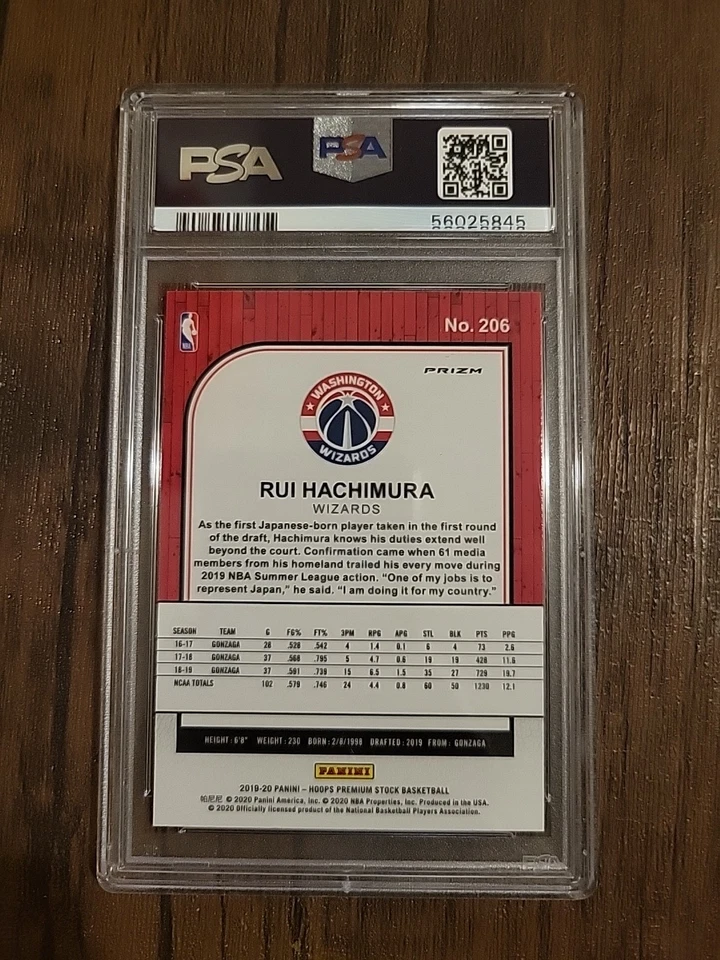 PSA
PSA
56025845
No. 206
NBA
PRIZM
WASHINGTON
WIZARDS
RUI HACHIMURA
WIZARDS
As the first Japanese-born player taken in the first round
of the draft, Hachimura knows his duties extend well
beyond the court. Confirmation came when 61 media
members from his homeland trailed his every move during
2019 NBA Summer League action. “One of my jobs is to
represent Japan,” he said. “I am doing it for my country.”
SEASON TEAM G FG% FT% 3PM RPG APG STL BLK PTS PPG
16-17 GONZAGA 28 .528 .542 4 1.4 0.1 6 4 73 2.6
17-18 GONZAGA 37 .568 .795 5 4.7 0.6 19 19 428 11.6
18-19 GONZAGA 37 .591 .739 15 6.5 1.5 35 27 729 19.7
NCAA TOTALS 102 .579 .746 24 4.4 0.8 60 50 1230 12.1
HEIGHT: 6'8" WEIGHT: 230 BORN: 2/8/1998 DRAFTED: 2019 FROM: GONZAGA
PANINI
2019-20 PANINI – HOOPS PREMIUM STOCK BASKETBALL
帕尼尼 © 2020 Panini America, Inc. © 2020 NBA Properties, Inc. Produced in the USA.
© 2020 Officially licensed product of the National Basketball Players Association.
PSA